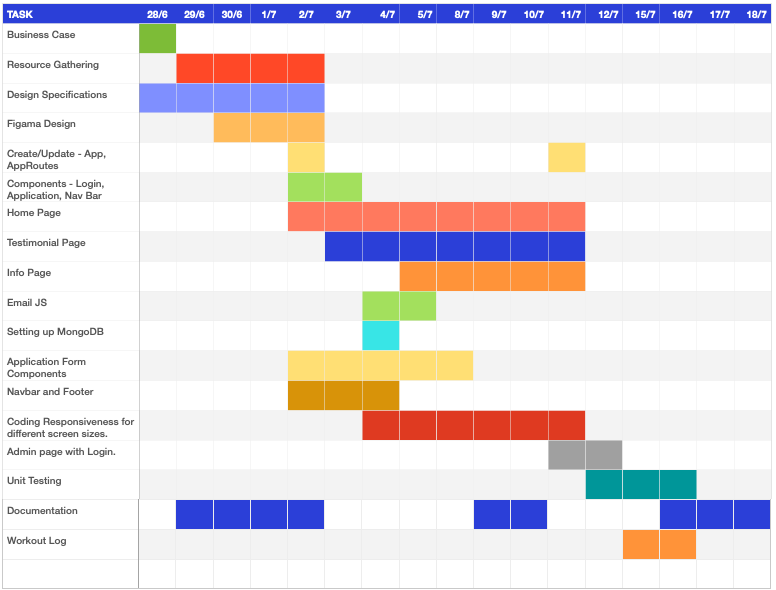 TASK 28/6 29/6 30/6 1/7 2/7 3/7 4/7 5/7 8/7 9/7 10/7 11/7 12/7 15/7 16/7 17/7 18/7
Business Case
Resource Gathering
Design Specifications
Figama Design
Create/Update - App,
AppRoutes
Components - Login,
Application, Nav Bar
Home Page
Testimonial Page
Info Page
Email JS
Setting up MongoDB
Application Form
Components
Navbar and Footer
Coding Responsiveness for
different screen sizes.
Admin page with Login.
Unit Testing
Documentation
Workout Log